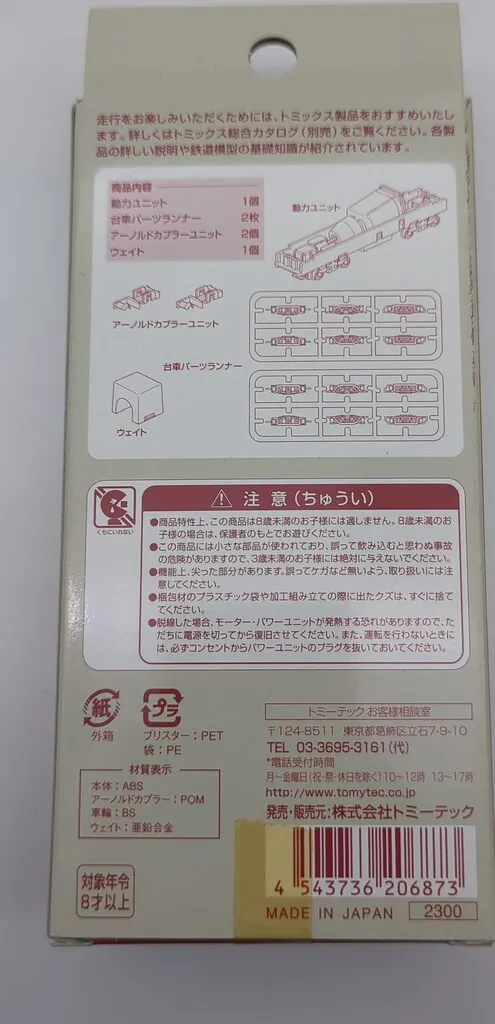 走行をお楽しみいただくためには、トミックス製品をおすすめいたし
ます。詳しくはトミックス総合カタログ(別売)をご覧ください。各製
品の詳しい説明や鉄道模型の基礎知識が紹介されています。
商品内容
動力ユニット 1個
台車パーツランナー 2枚
アーノルドカプラーユニット 2個
ウェイト 1個
動力ユニット
アーノルドカプラーユニット
台車パーツランナー
ウェイト
くちにいれない
注意(ちゅうい)
●商品特性上、この商品は8歳未満のお子様には適しません。8歳未満のお
子様の場合は、保護者のもとでお遊びください。
●この商品には小さな部品が使われており、誤って飲み込むと思わぬ事故
の危険がありますので、3歳未満のお子様には絶対に与えないでください。
●機能上、尖った部分があります。誤ってケガなど無いよう、取り扱いには注
意してください。
●梱包材のプラスチック袋や加工組み立ての際に出たクズは、すぐに捨て
てください。
●脱線した場合、モーター・パワーユニットが発熱する恐れがありますので、た
だちに電源を切ってから復旧させてください。また、運転を行わないときに
は、必ずコンセントからパワーユニットのプラグを抜いておいてください。
紙
外箱
プラ
ブリスター:PET
袋:PE
材質表示
本体:ABS
アーノルドカプラー:POM
車輪:BS
ウェイト:亜鉛合金
対象年令
8才以上
トミーテック お客様相談室
〒124-8511 東京都葛飾区立石7-9-10
TEL 03-3695-3161(代)
*電話受付時間
月〜金曜日(祝・祭・休日を除く)10〜12時 13〜17時
http://www.tomytec.co.jp
発売・販売元:株式会社トミーテック
4 543736 206873
MADE IN JAPAN 2300